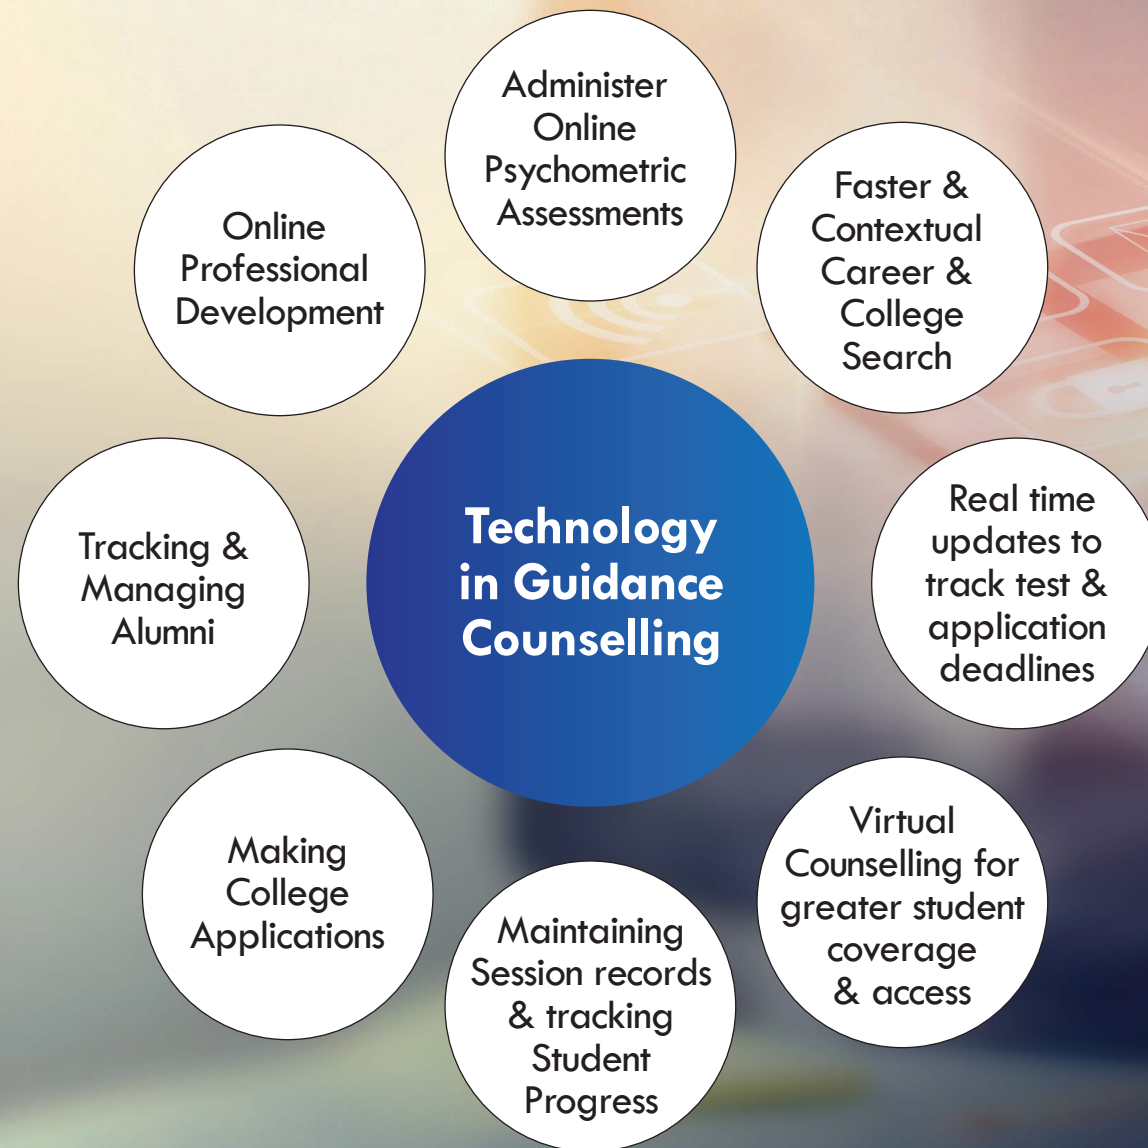 Administer
Online
Psychometric
Assessments
Faster &
Contextual
Career &
College
Search
Real time
updates to
track test &
application
deadlines
Virtual
Counselling for
greater student
coverage
& access
Maintaining
Session records
& tracking
Student
Progress
Making
College
Applications
Tracking &
Managing
Alumni
Online
Professional
Development
Technology
in Guidance
Counselling